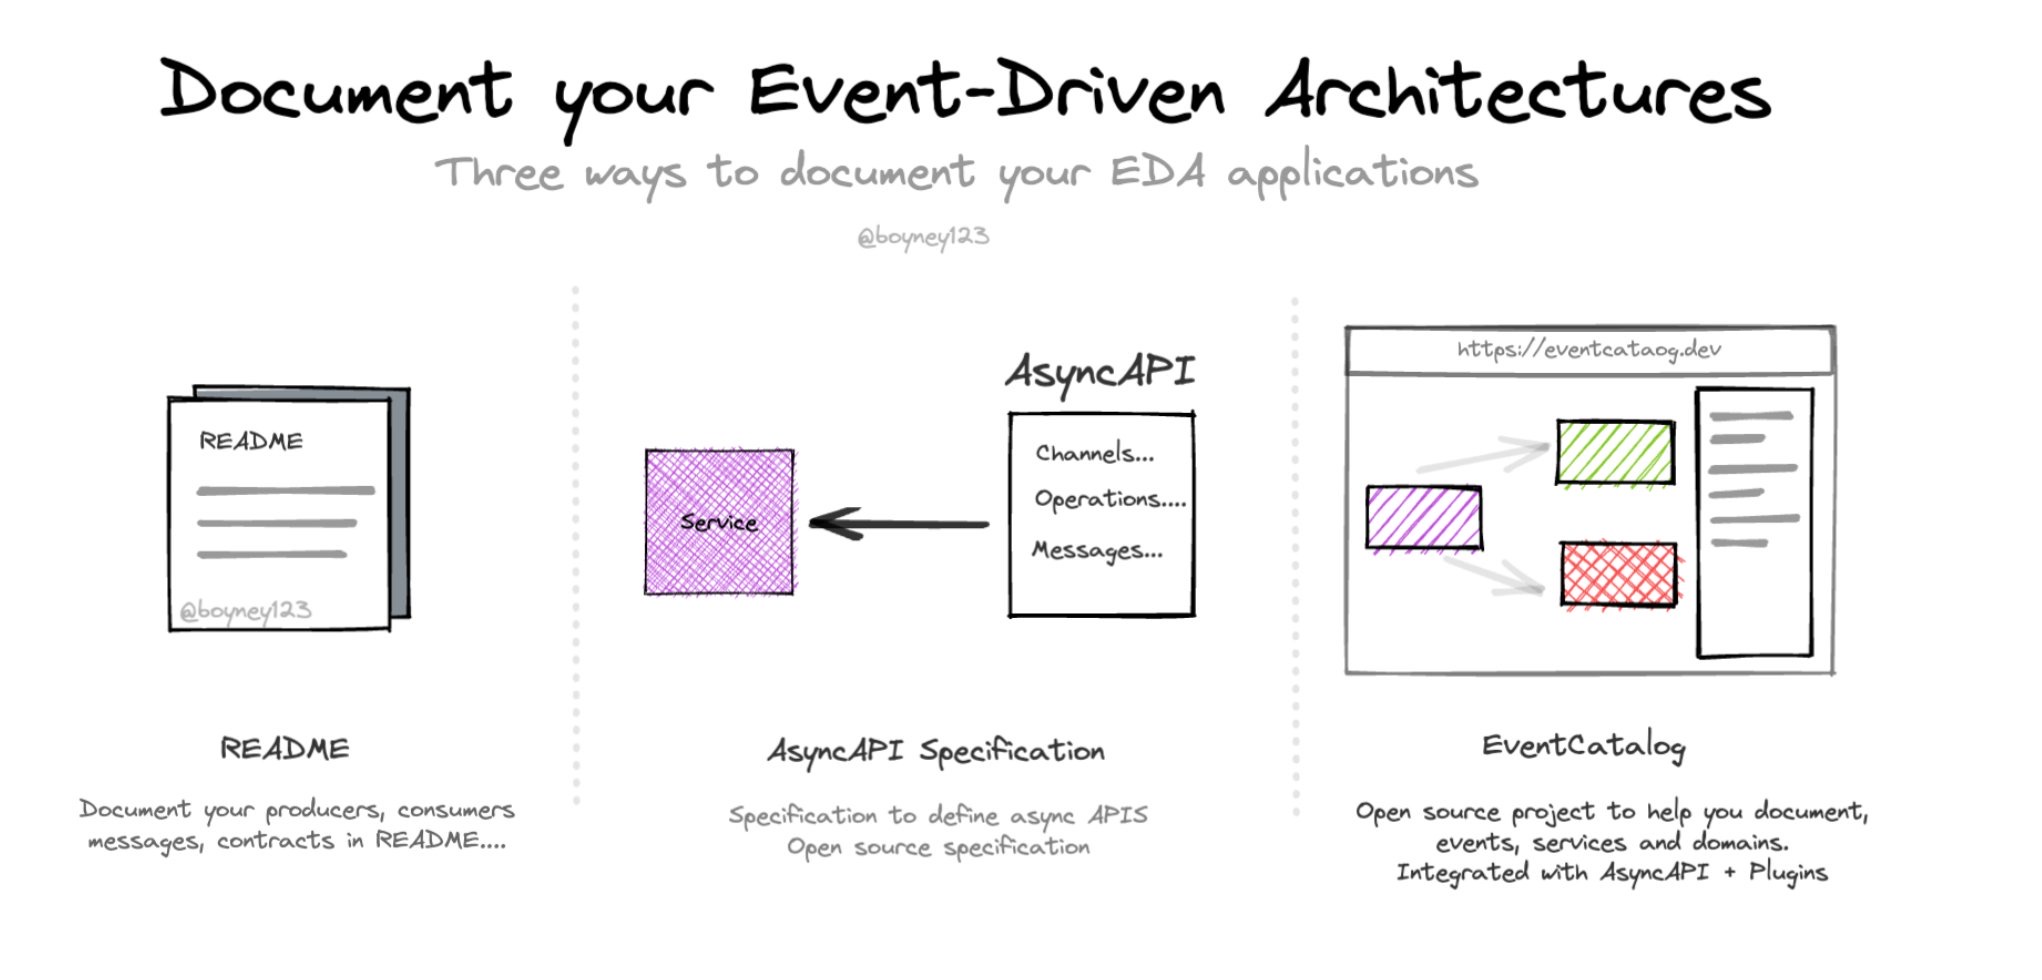 Document your Event-Driven Architectures
Three ways to document your EDA applications
@boyney123
README
@boyney123
README
Document your producers, consumers
messages, contracts in README....
AsyncAPI
Service
Channels...
Operations....
Messages...
AsyncAPI Specification
Specification to define async APIS
Open source specification
https://eventcataog.dev
EventCatalog
Open source project to help you document,
events, services and domains.
Integrated with AsyncAPI + Plugins